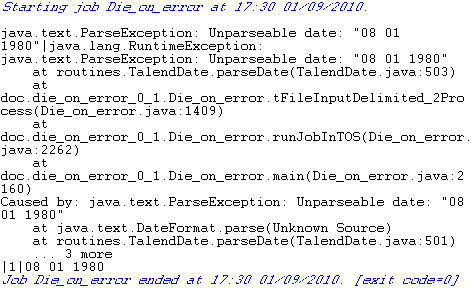 Starting job Die_on_error at 17:30 01/09/2010.
java.text.ParseException: Unparseable date: "08 01
1980"|java.lang.RuntimeException:
java.text.ParseException: Unparseable date: "08 01 1980"
at routines.TalendDate.parseDate(TalendDate.java:503)
at
doc.die_on_error_0_1.Die_on_error.tFileInputDelimited_2Pro
cess(Die_on_error.java:1409)
at
doc.die_on_error_0_1.Die_on_error.runJobInTOS(Die_on_error.
java:2262)
at
doc.die_on_error_0_1.Die_on_error.main(Die_on_error.java:2
160)
Caused by: java.text.ParseException: Unparseable date: "08
01 1980"
at java.text.DateFormat.parse(Unknown Source)
at routines.TalendDate.parseDate(TalendDate.java:501)
... 3 more
|1|08 01 1980
Job Die_on_error ended at 17:30 01/09/2010. [exit code=0]